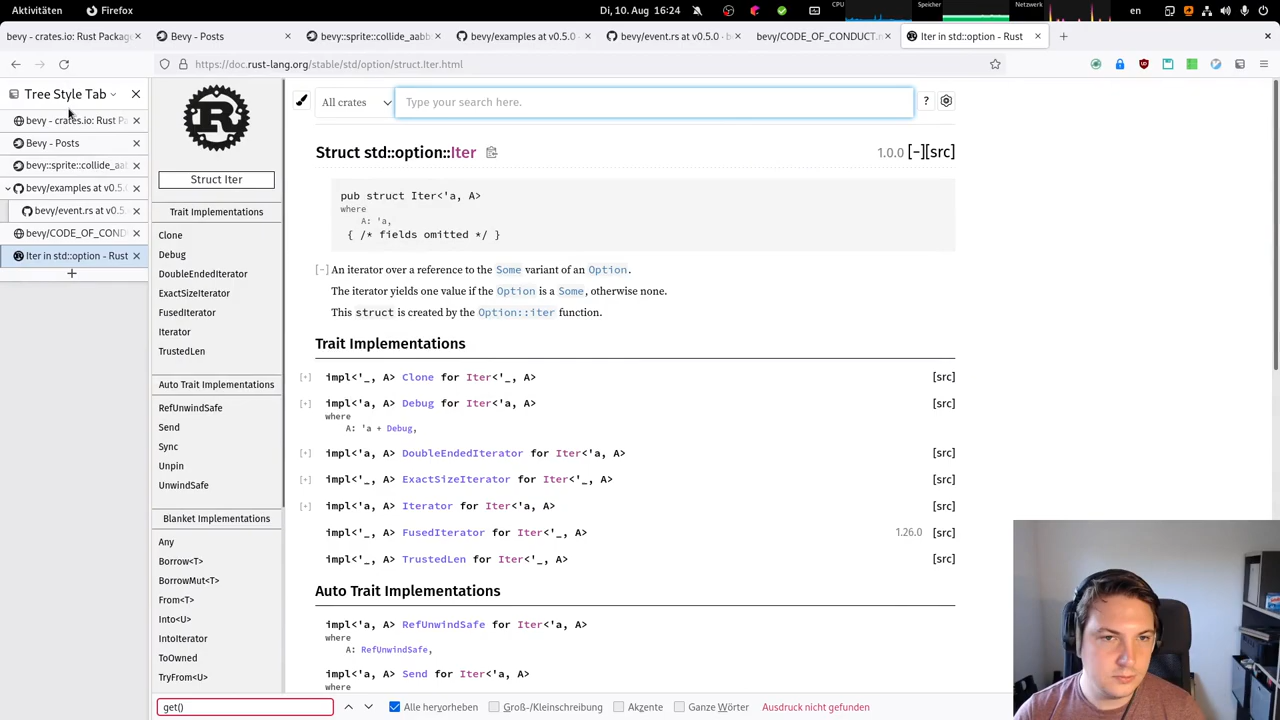 Aktivitäten
Firefox
Di, 10. Aug 16:24
CPU
Speicher
Netzwerk
en
bevy - crates.io: Rust Packag
Bevy - Posts
bevy::sprite::collide_aabb
bevy/examples at v0.5.0
bevy/event.rs at v0.5.0 · b
bevy/CODE_OF_CONDUCT.m
Iter in std::option - Rust
https://doc.rust-lang.org/stable/std/option/struct.Iter.html
Tree Style Tab
bevy - crates.io: Rust Pa
Bevy - Posts
bevy::sprite::collide_aa
bevy/examples at v0.5.
bevy/event.rs at v0.5.
bevy/CODE_OF_COND
Iter in std::option - Rust
Struct Iter
Trait Implementations
Clone
Debug
DoubleEndedIterator
ExactSizeIterator
FusedIterator
Iterator
TrustedLen
Auto Trait Implementations
RefUnwindSafe
Send
Sync
Unpin
UnwindSafe
Blanket Implementations
Any
Borrow<T>
BorrowMut<T>
From<T>
Into<U>
IntoIterator
ToOwned
TryFrom<U>
All crates
Type your search here.
?
Struct std::option::Iter
1.0.0 [-][src]
pub struct Iter<'a, A>
where
A: 'a,
{ /* fields omitted */ }
[-] An iterator over a reference to the Some variant of an Option.
The iterator yields one value if the Option is a Some, otherwise none.
This struct is created by the Option::iter function.
Trait Implementations
[+] impl<'_, A> Clone for Iter<'_, A> [src]
[+] impl<'a, A> Debug for Iter<'a, A> [src]
where
A: 'a + Debug,
[+] impl<'a, A> DoubleEndedIterator for Iter<'a, A> [src]
[+] impl<'_, A> ExactSizeIterator for Iter<'_, A> [src]
[+] impl<'a, A> Iterator for Iter<'a, A> [src]
impl<'_, A> FusedIterator for Iter<'_, A> 1.26.0 [src]
impl<'_, A> TrustedLen for Iter<'_, A> [src]
Auto Trait Implementations
impl<'a, A> RefUnwindSafe for Iter<'a, A> [src]
where
A: RefUnwindSafe,
impl<'a, A> Send for Iter<'a, A> [src]
where
get()
Alle hervorheben
Groß-/Kleinschreibung
Akzente
Ganze Wörter
Ausdruck nicht gefunden